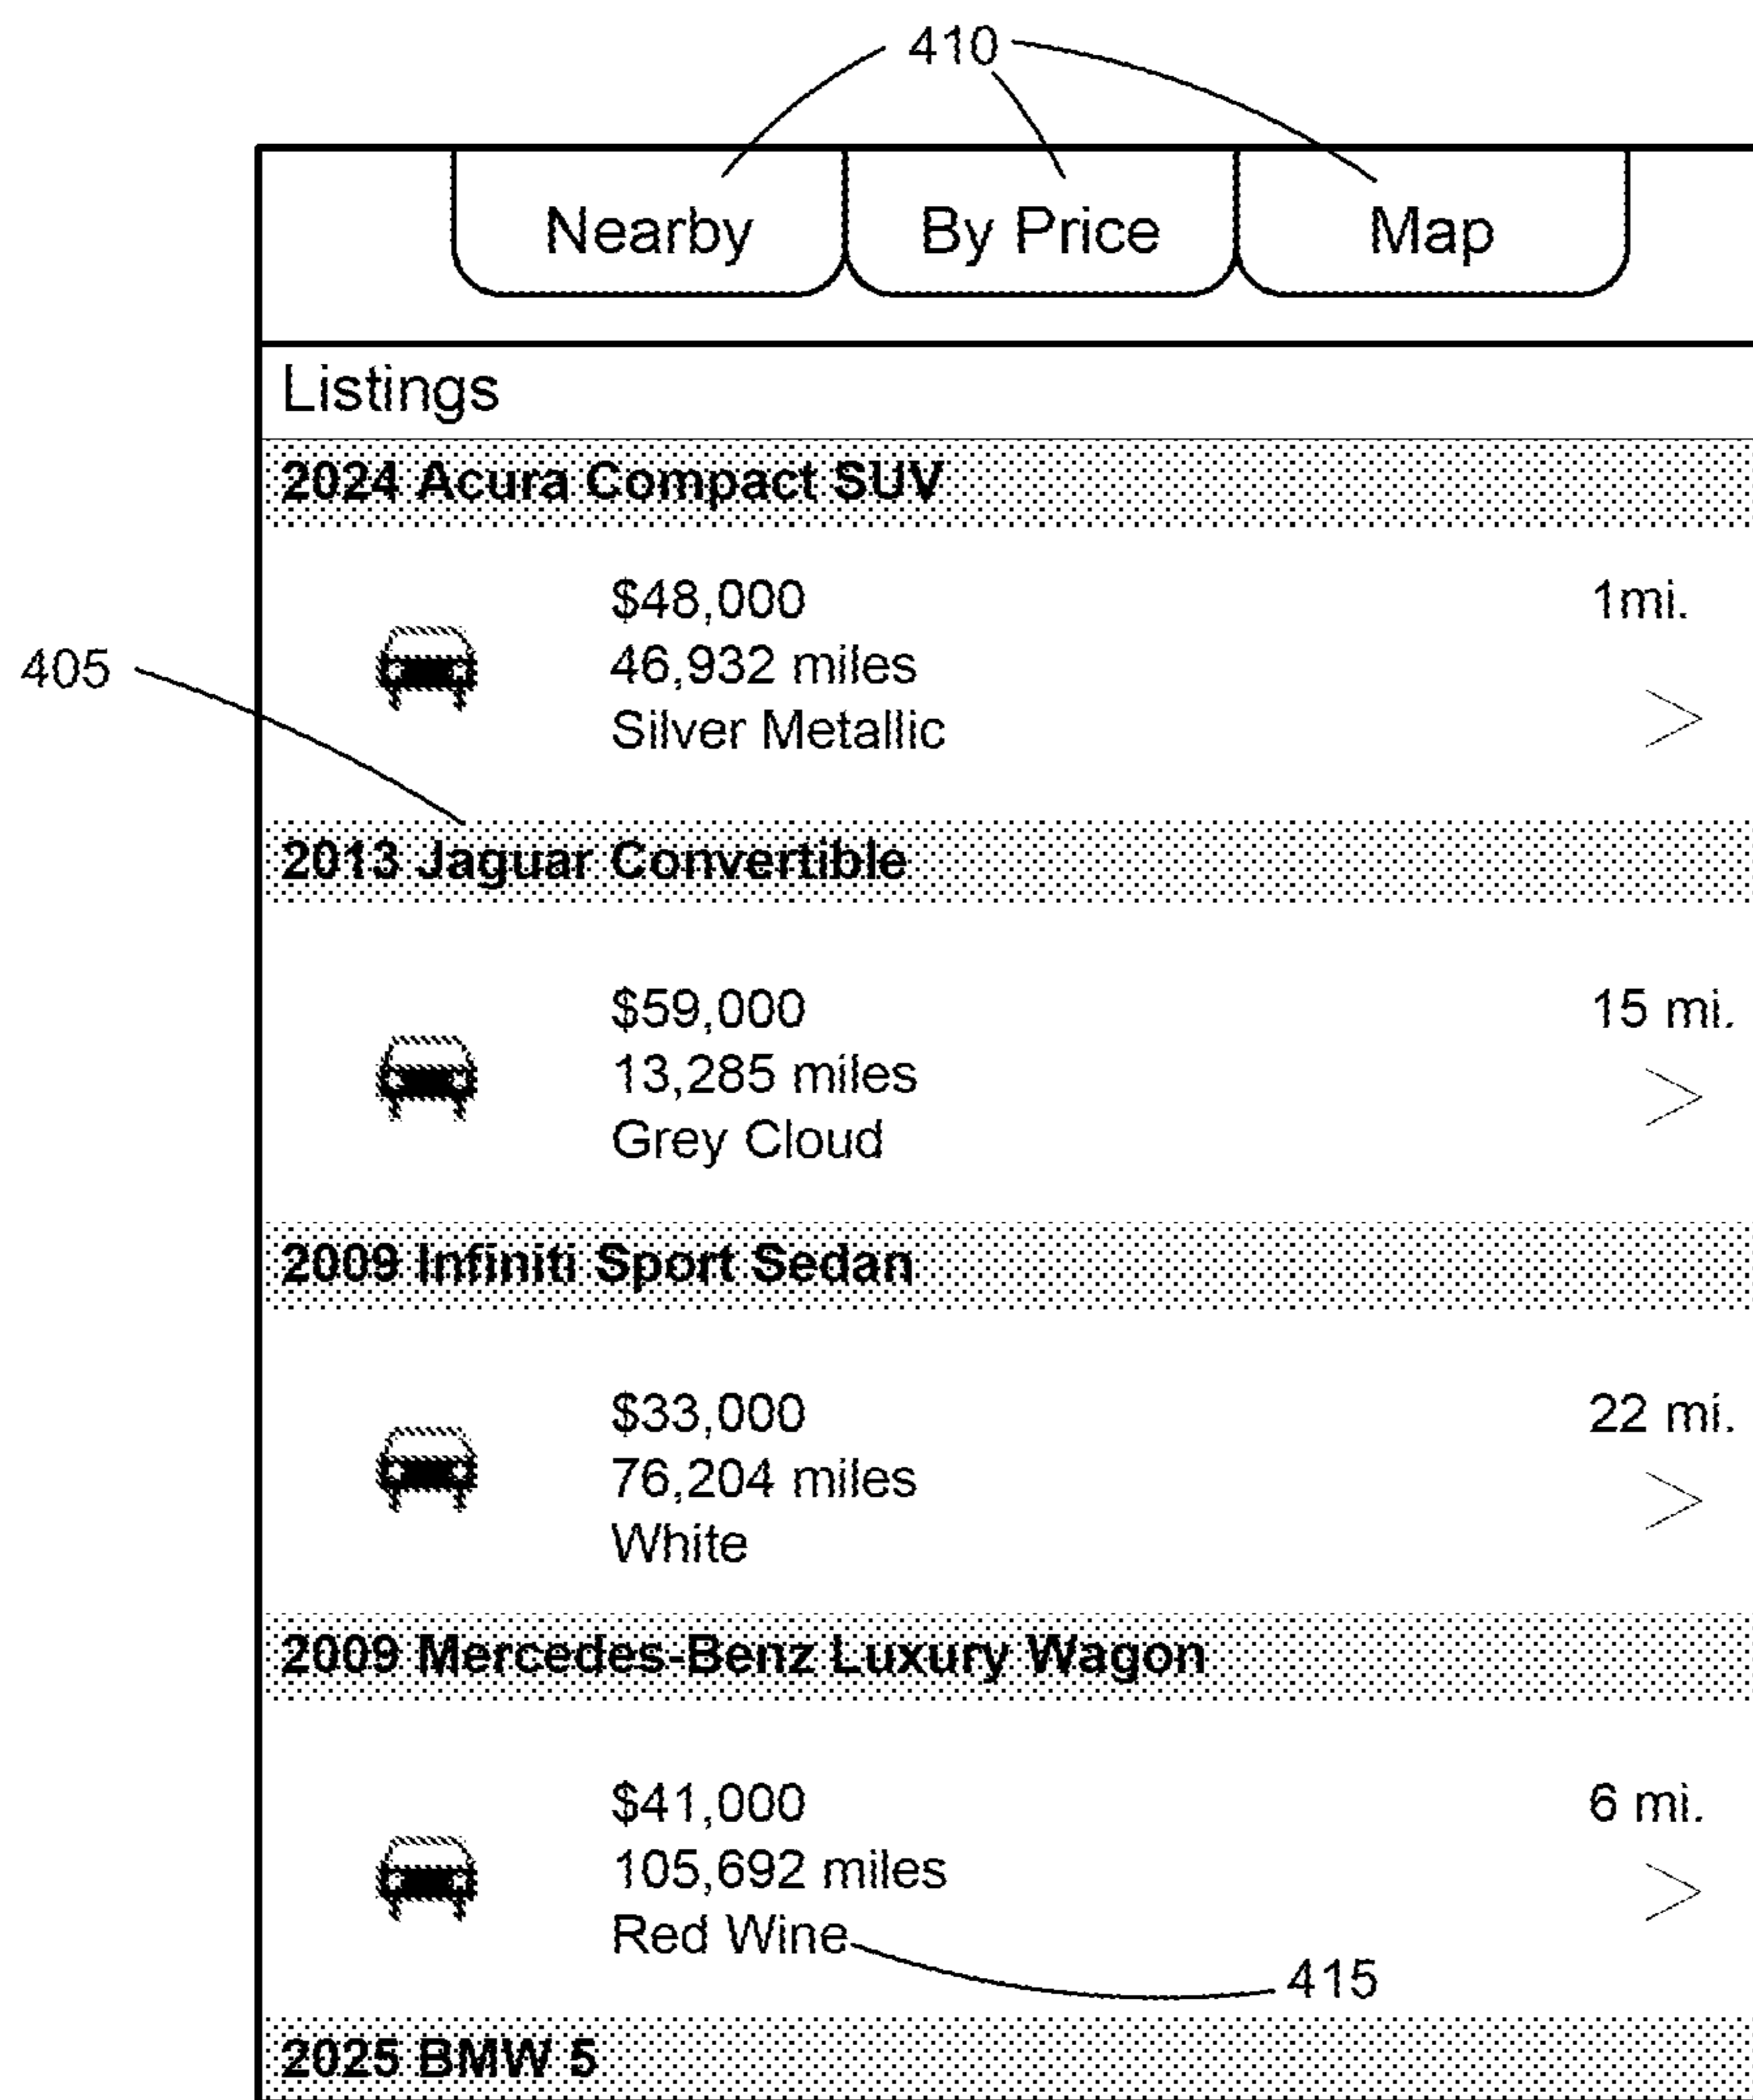 410
Nearby By Price Map
Listings
2024 Acura Compact SUV
$48,000 1mi.
46,932 miles
405
Silver Metallic
>
2013 Jaguar Convertible
$59,000 15 mi.
13,285 miles
>
Grey Cloud
2009 Infiniti Sport Sedan
$33,000 22 mi.
76,204 miles
>
White
2009 Mercedes-Benz Luxury Wagon
$41,000 6 mi.
105,692 miles
>
Red Wine
415
2025 BMW 5